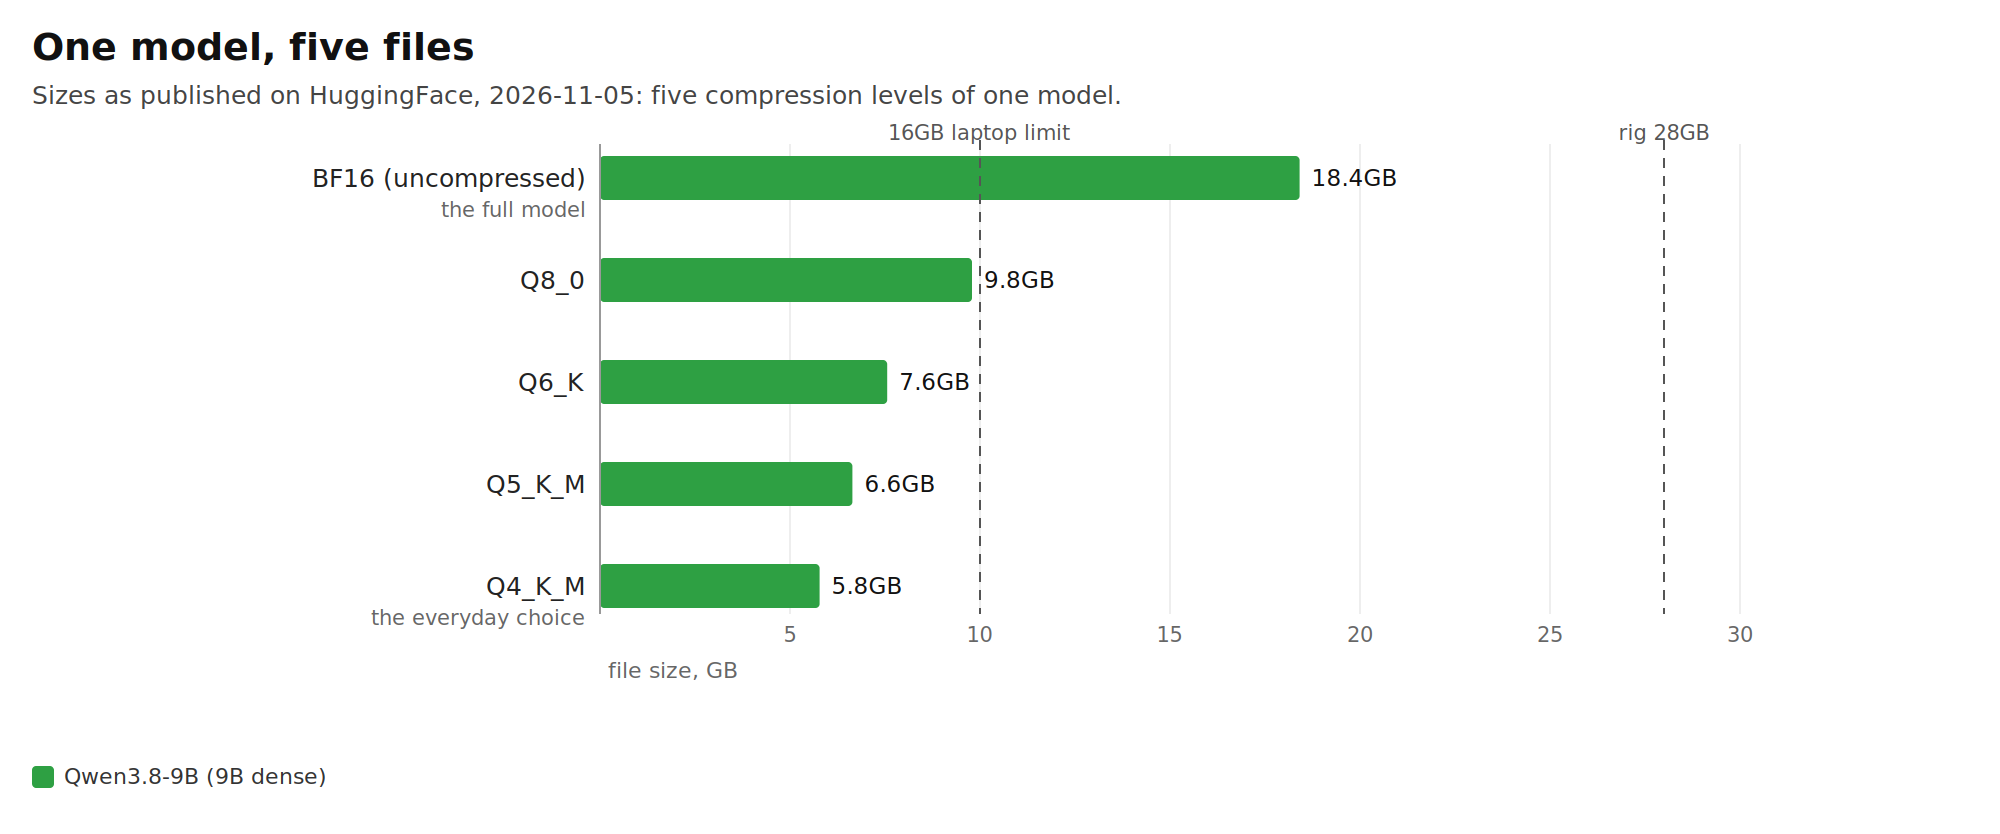 One model, five files
Sizes as published on HuggingFace, 2026-11-05: five compression levels of one model.
16GB laptop limit
rig 28GB
BF16 (uncompressed)
the full model
18.4GB
Q8_0
9.8GB
Q6_K
7.6GB
Q5_K_M
6.6GB
Q4_K_M
the everyday choice
5.8GB
5 10 15 20 25 30
file size, GB
Qwen3.8-9B (9B dense)